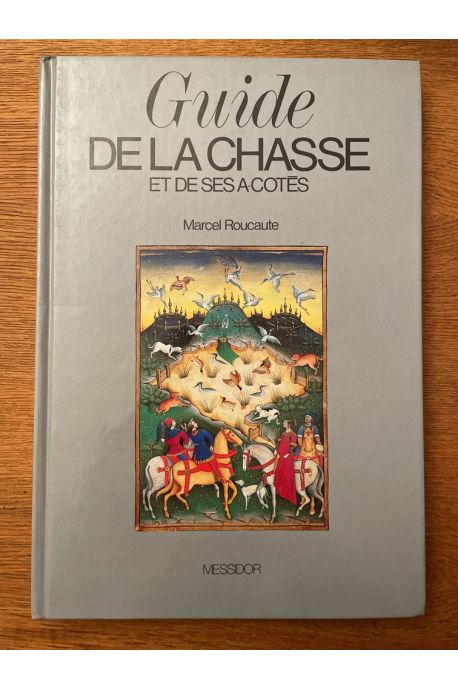 Guide
DE LA CHASSE
ET DE SES A-COTÉS
Marcel Roucaute
MESSIDOR